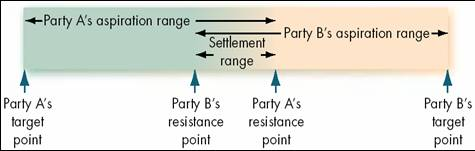 Party A's aspiration range
Party B's aspiration range
Settlement
range
Party A's
target
point
Party B's
resistance
point
Party A's
resistance
point
Party B's
target
point